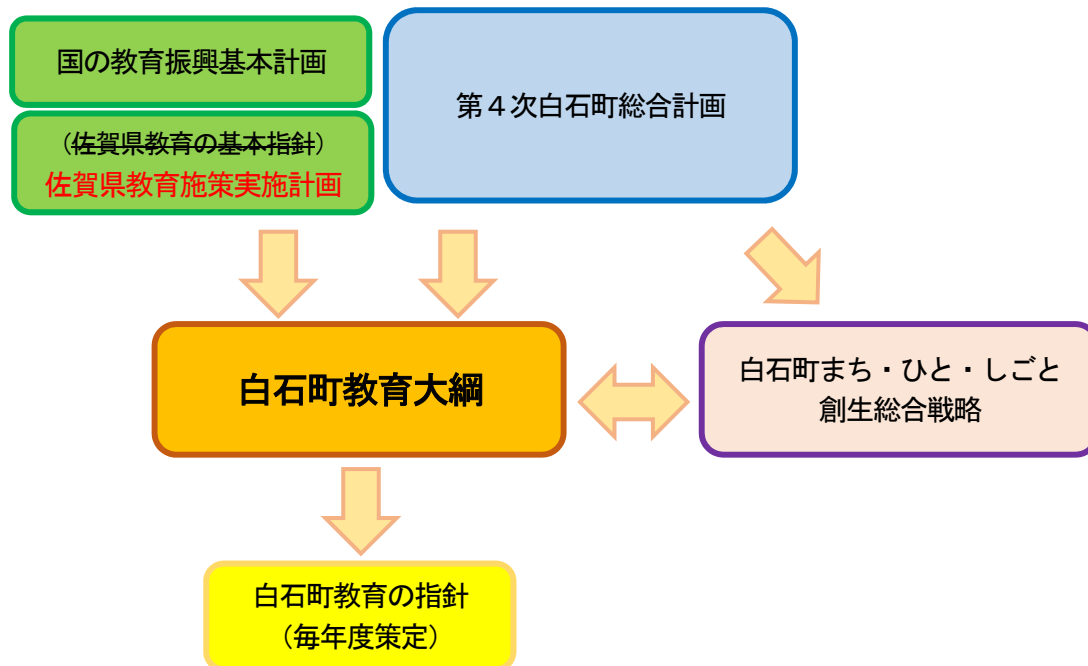 国の教育振興基本計画
（佐賀県教育の基本指針）
佐賀県教育施策実施計画
第４次白石町総合計画
白石町教育大綱
白石町まち・ひと・しごと
創生総合戦略
白石町教育の指針
（毎年度策定）